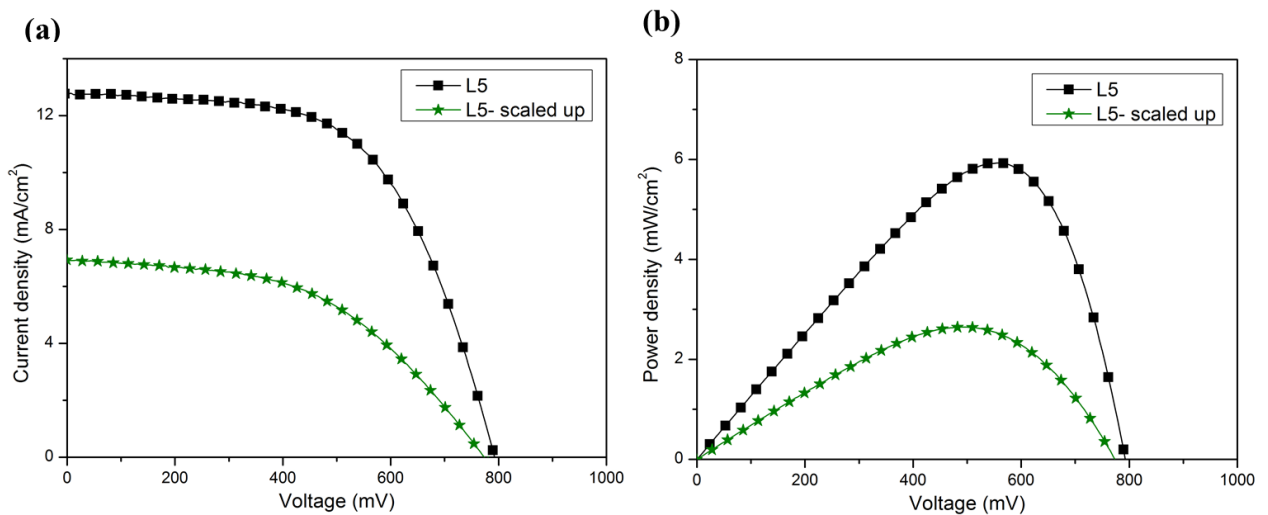 (a)
L5
L5- scaled up
12
8
4
0
0
200
400
600
800
1000
Current density (mA/cm²)
Voltage (mV)
(b)
L5
L5- scaled up
8
6
4
2
0
0
200
400
600
800
1000
Power density (mW/cm²)
Voltage (mV)